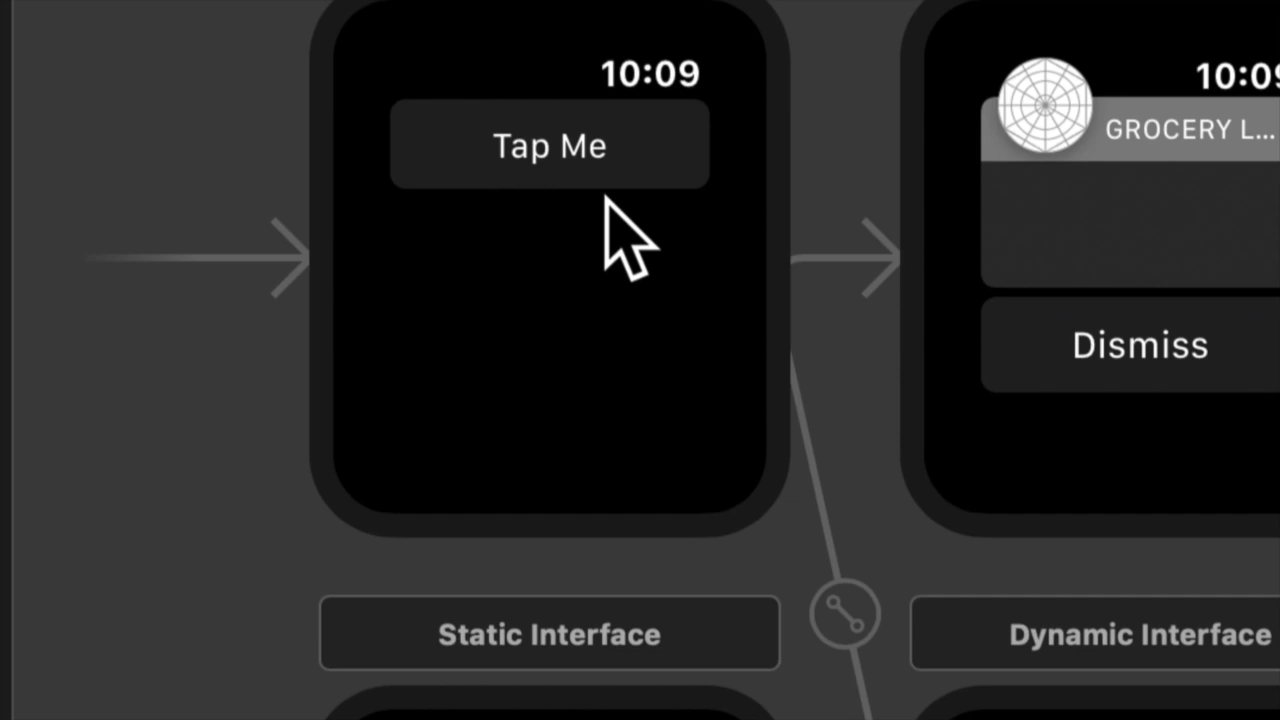 10:09
Tap Me
10:09
GROCERY L...
Dismiss
Static Interface
Dynamic Interface